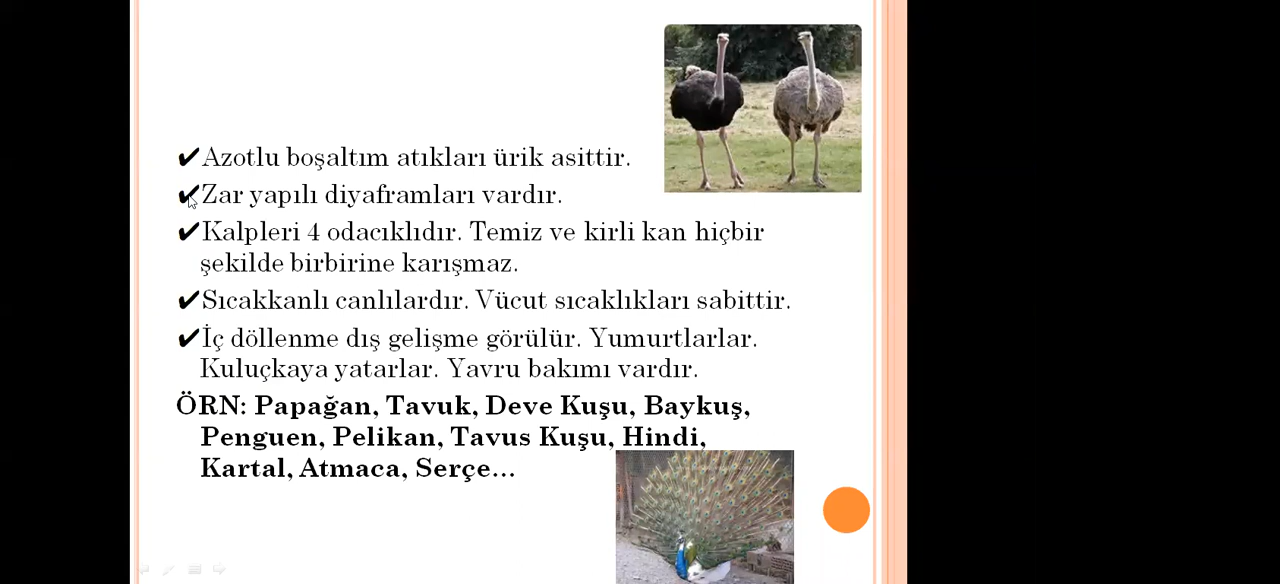 ✔Azotlu boşaltım atıkları ürik asittir.
✔Zar yapılı diyaframları vardır.
✔Kalpleri 4 odacıklıdır. Temiz ve kirli kan hiçbir
şekilde birbirine karışmaz.
✔Sıcakkanlı canlılardır. Vücut sıcaklıkları sabittir.
✔İç döllenme dış gelişme görülür. Yumurtlarlar.
Kuluçkaya yatarlar. Yavru bakımı vardır.
ÖRN: Papağan, Tavuk, Deve Kuşu, Baykuş,
Penguen, Pelikan, Tavus Kuşu, Hindi,
Kartal, Atmaca, Serçe…